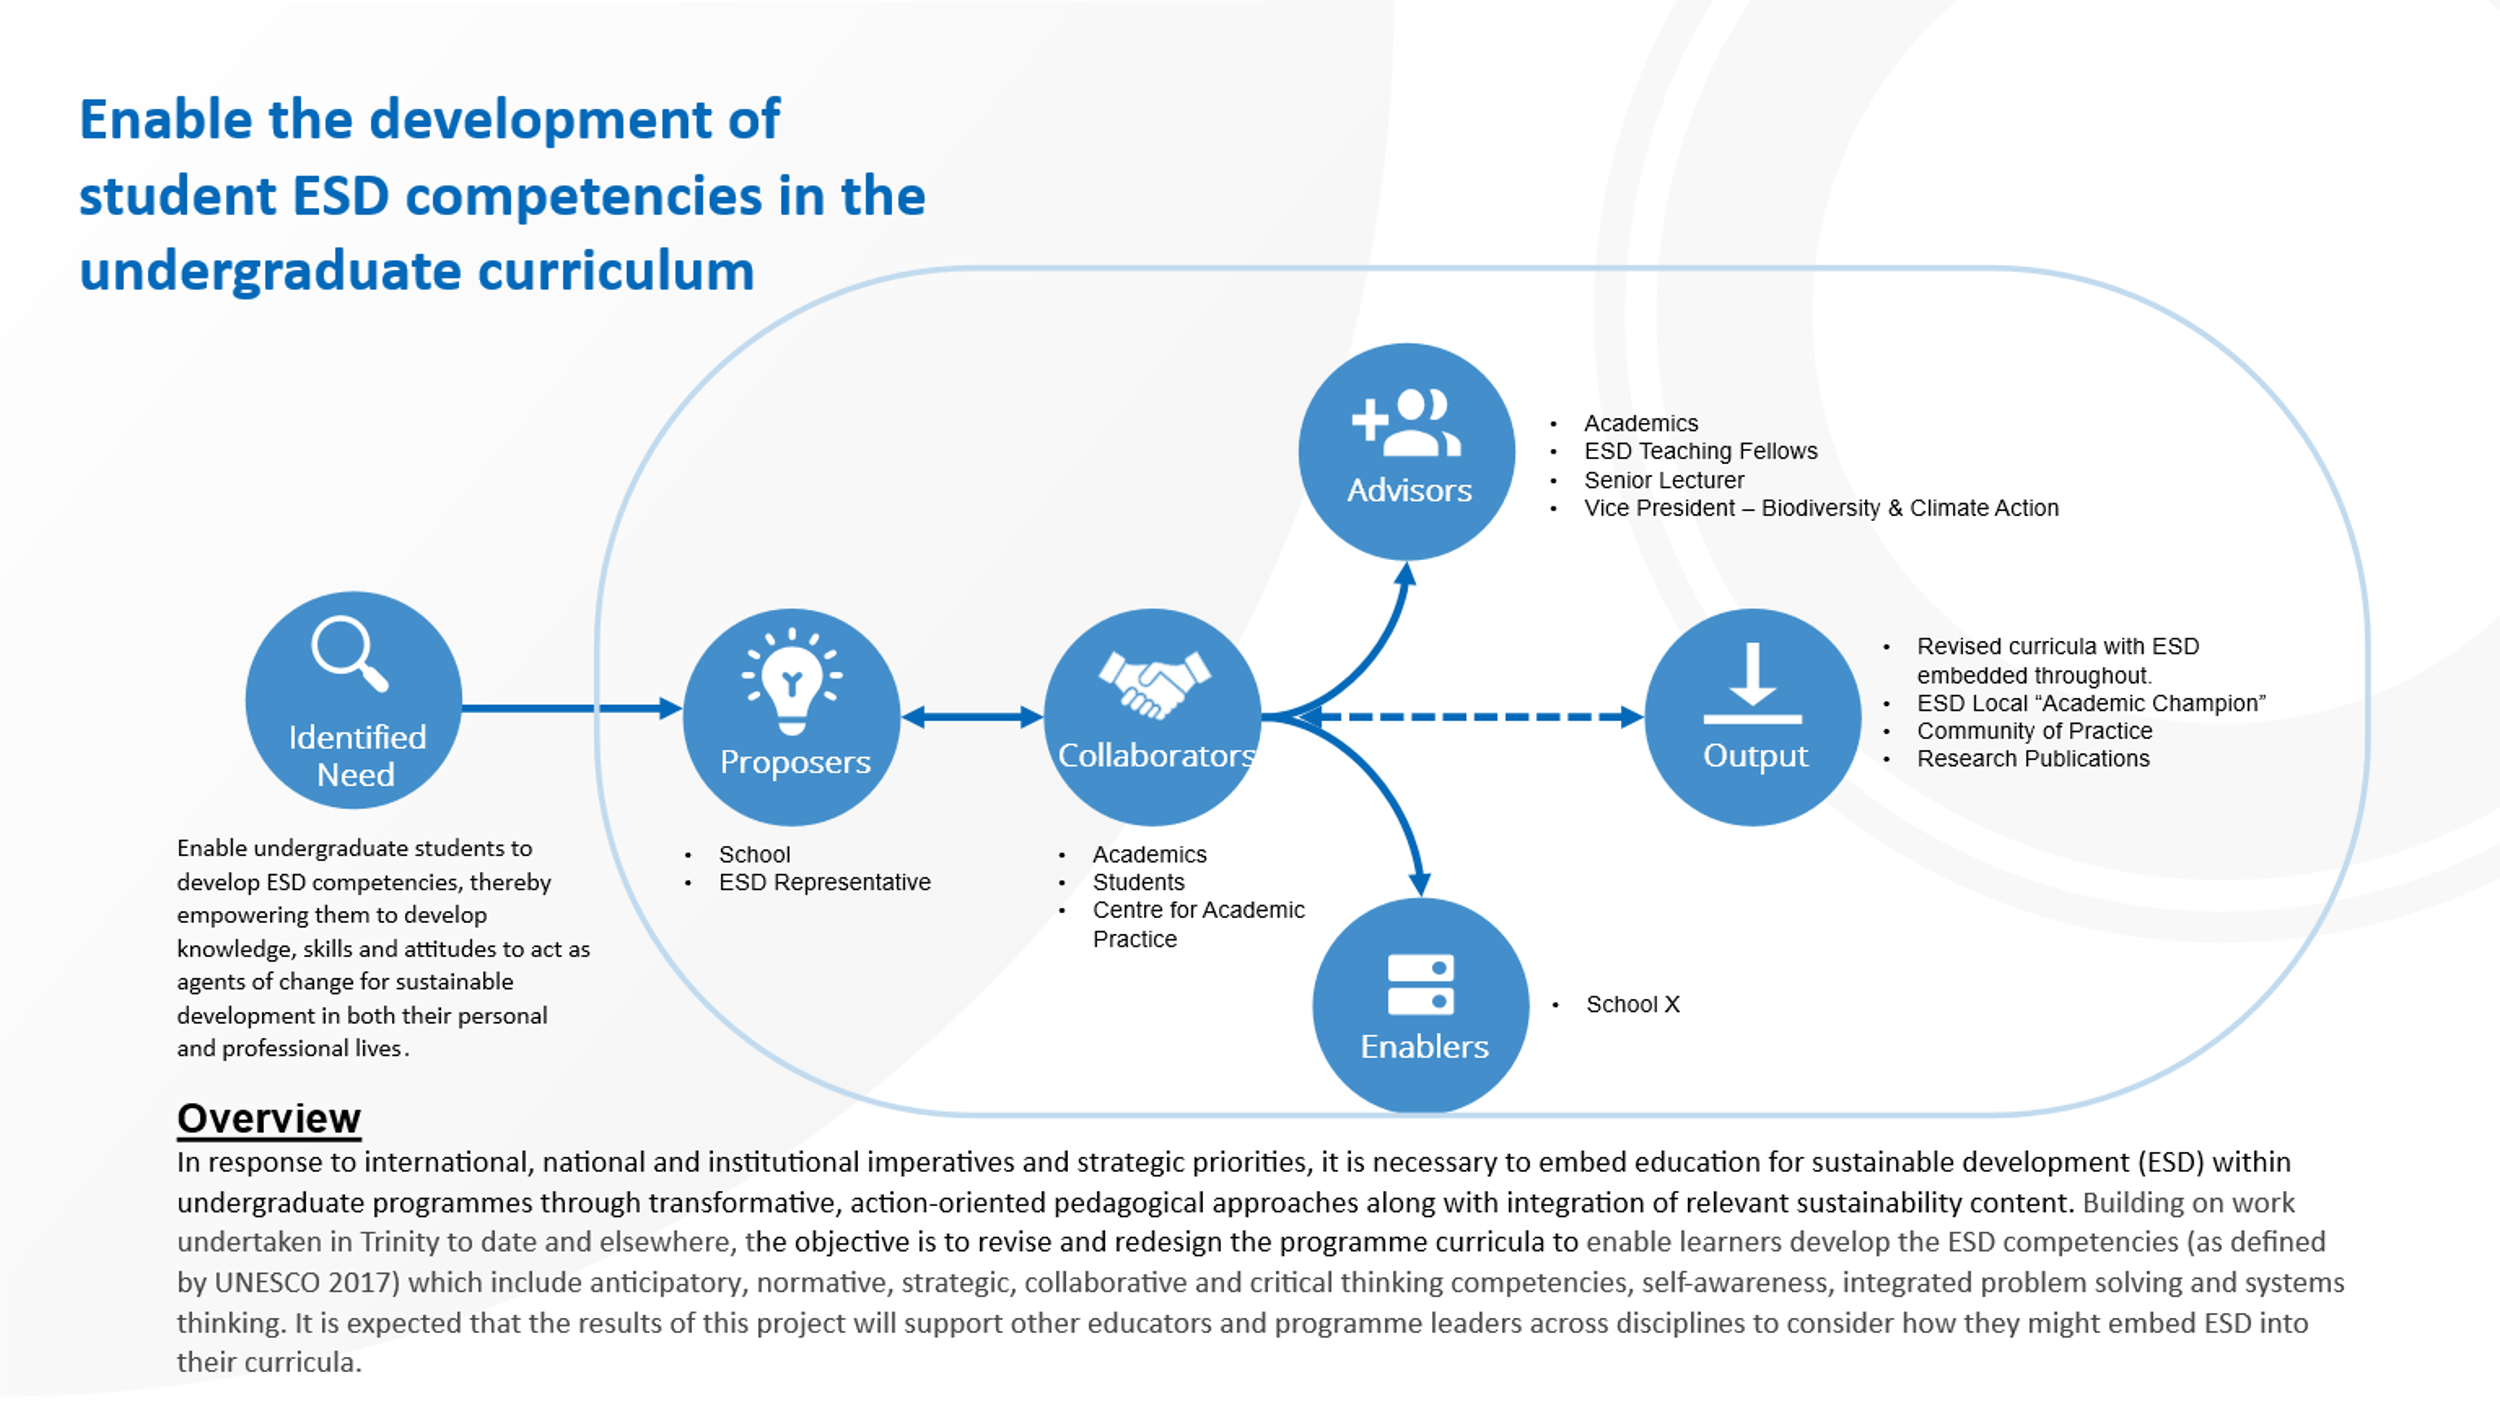 Enable the development of
student ESD competencies in the
undergraduate curriculum
Advisors
• Academics
• ESD Teaching Fellows
• Senior Lecturer
• Vice President – Biodiversity & Climate Action
Identified
Need
Enable undergraduate students to
develop ESD competencies, thereby
empowering them to develop
knowledge, skills and attitudes to act as
agents of change for sustainable
development in both their personal
and professional lives.
Proposers
• School
• ESD Representative
Collaborators
• Academics
• Students
• Centre for Academic
Practice
Output
• Revised curricula with ESD
embedded throughout.
• ESD Local “Academic Champion”
• Community of Practice
• Research Publications
Enablers
• School X
Overview
In response to international, national and institutional imperatives and strategic priorities, it is necessary to embed education for sustainable development (ESD) within
undergraduate programmes through transformative, action-oriented pedagogical approaches along with integration of relevant sustainability content. Building on work
undertaken in Trinity to date and elsewhere, the objective is to revise and redesign the programme curricula to enable learners develop the ESD competencies (as defined
by UNESCO 2017) which include anticipatory, normative, strategic, collaborative and critical thinking competencies, self-awareness, integrated problem solving and systems
thinking. It is expected that the results of this project will support other educators and programme leaders across disciplines to consider how they might embed ESD into
their curricula.